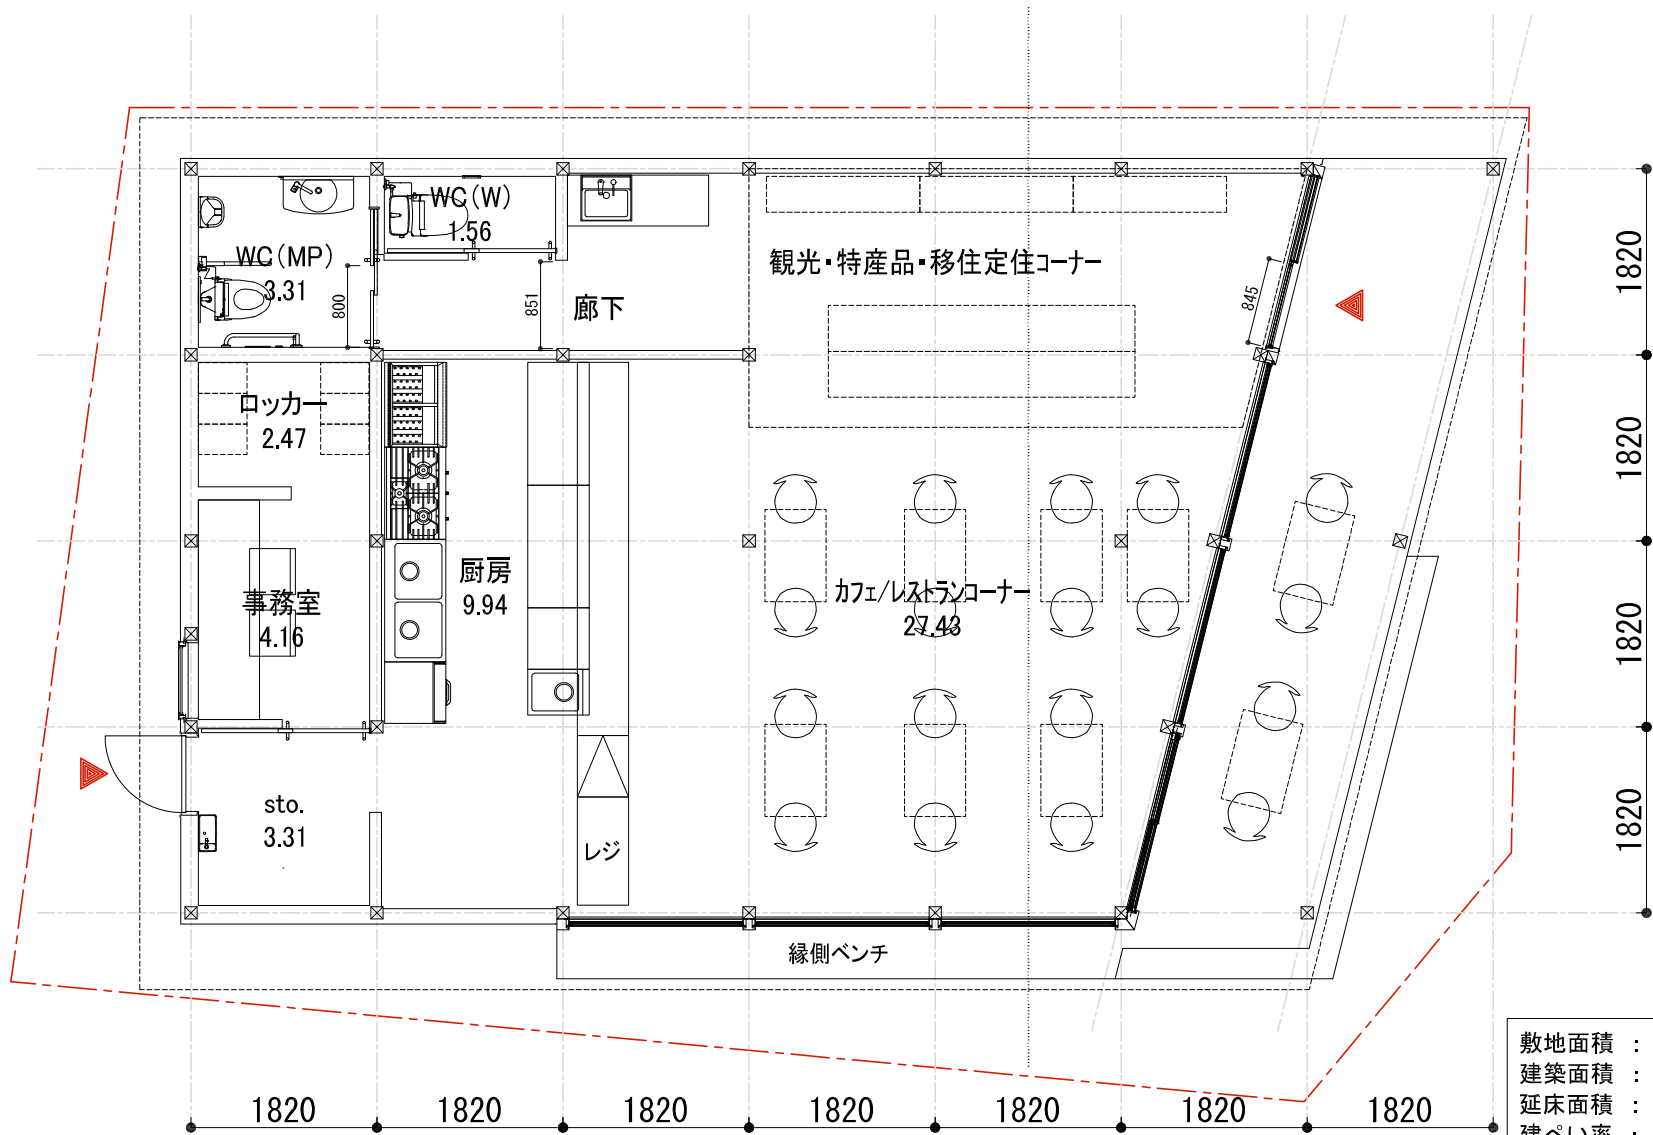 WC(MP)
3.31
WC(W)
1.56
800
851
廊下
観光・特産品・移住定住コーナー
845
ロッカー
2.47
事務室
4.16
厨房
9.94
カフェ/レストランコーナー
27.43
sto.
3.31
レジ
縁側ベンチ
1820
1820
1820
1820
1820
1820
1820
1820
1820
1820
1820
敷地面積 :
建築面積 :
延床面積 :
建ぺい率 :